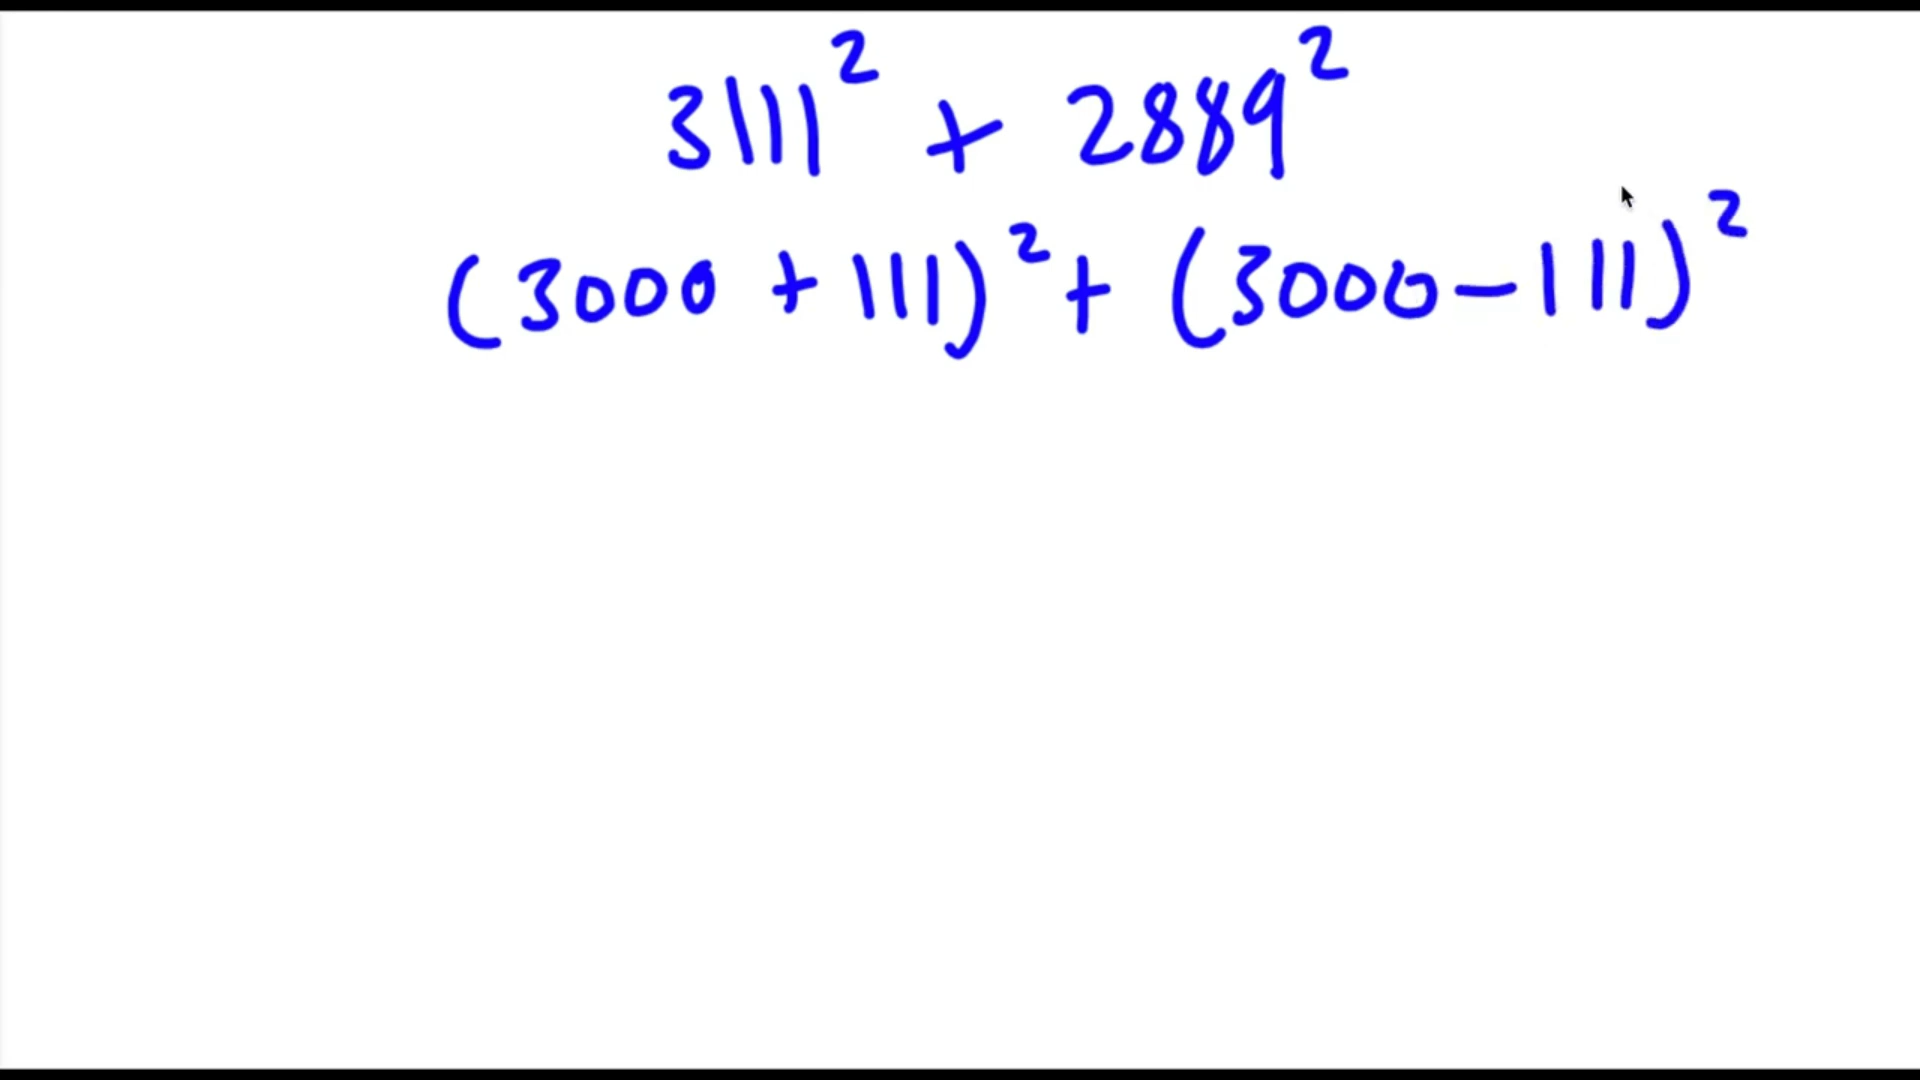 3111² + 2889²
(3000 + 111)² + (3000 - 111)²